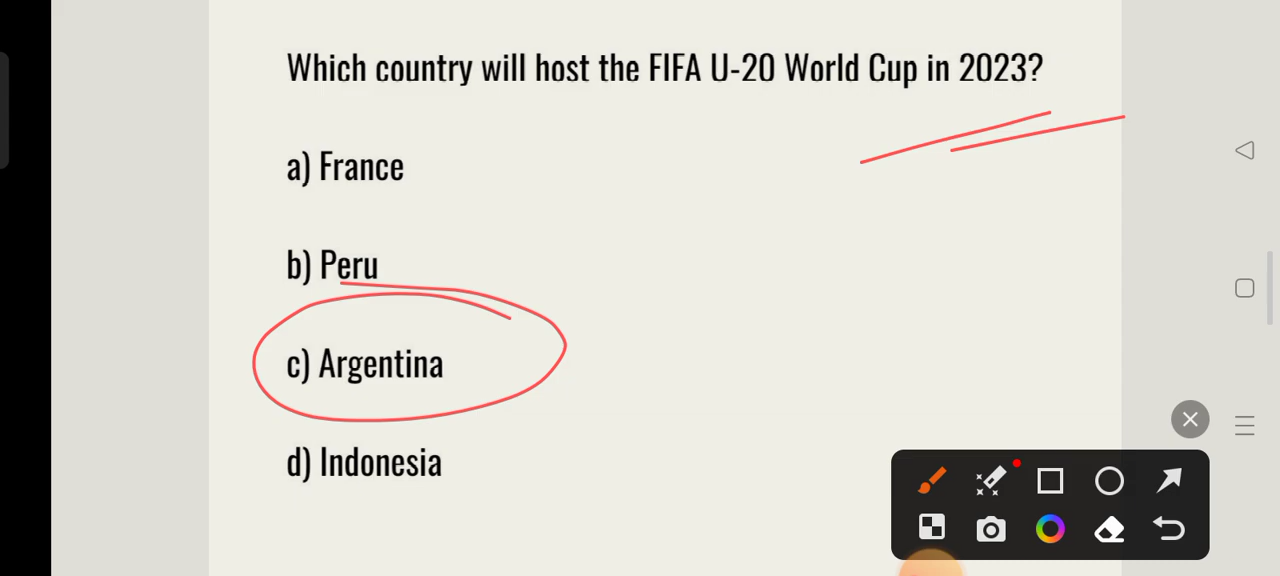 Which country will host the FIFA U-20 World Cup in 2023?
a) France
b) Peru
c) Argentina
d) Indonesia